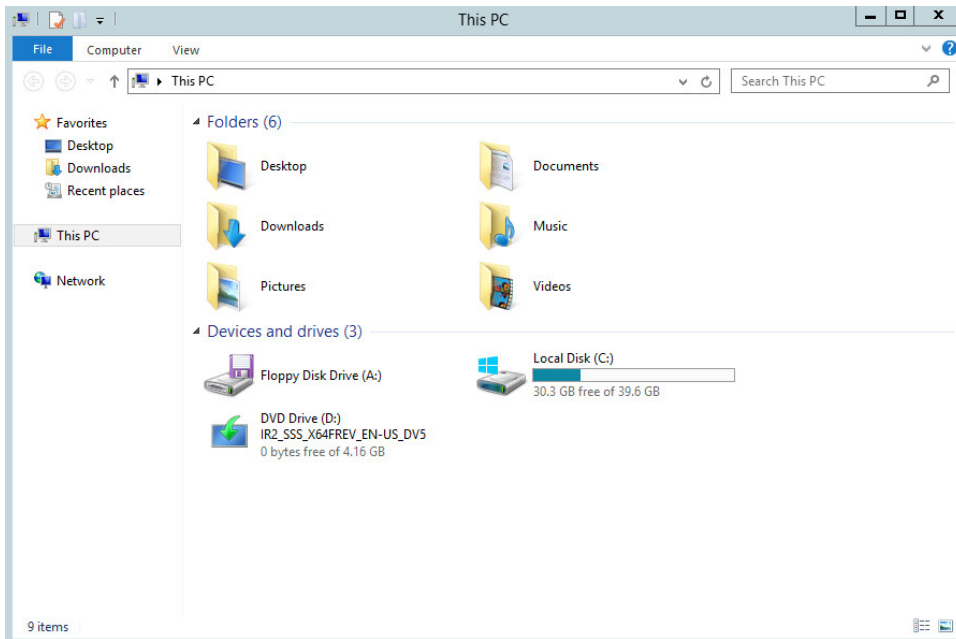 This PC
File Computer View
This PC
Search This PC
Favorites
Desktop
Downloads
Recent places
This PC
Network
Folders (6)
Desktop
Documents
Downloads
Music
Pictures
Videos
Devices and drives (3)
Floppy Disk Drive (A:)
Local Disk (C:)
30.3 GB free of 39.6 GB
DVD Drive (D:)
IR2_SSS_X64FREV_EN-US_DV5
0 bytes free of 4.16 GB
9 items